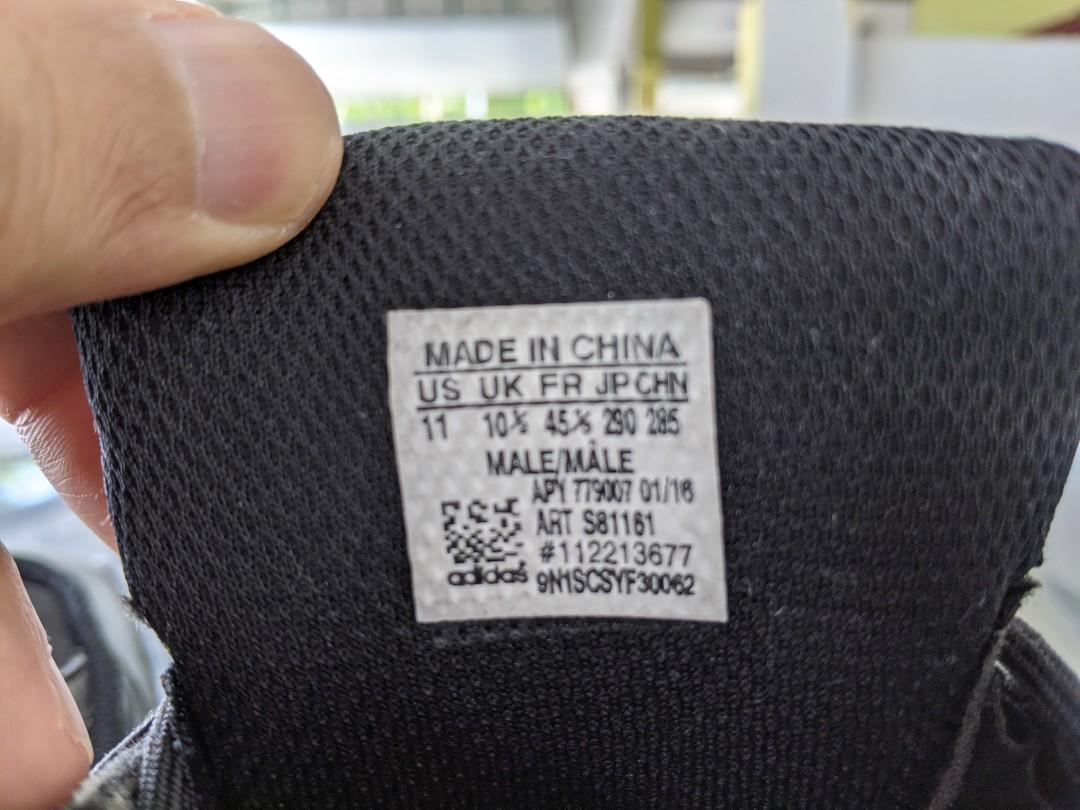 MADE IN CHINA
US UK FR JP CHN
11 10½ 45⅓ 290 285
MALE/MÂLE
APY 779007 01/16
ART S81161
#112213677
adidas 9N1SCSYF30062